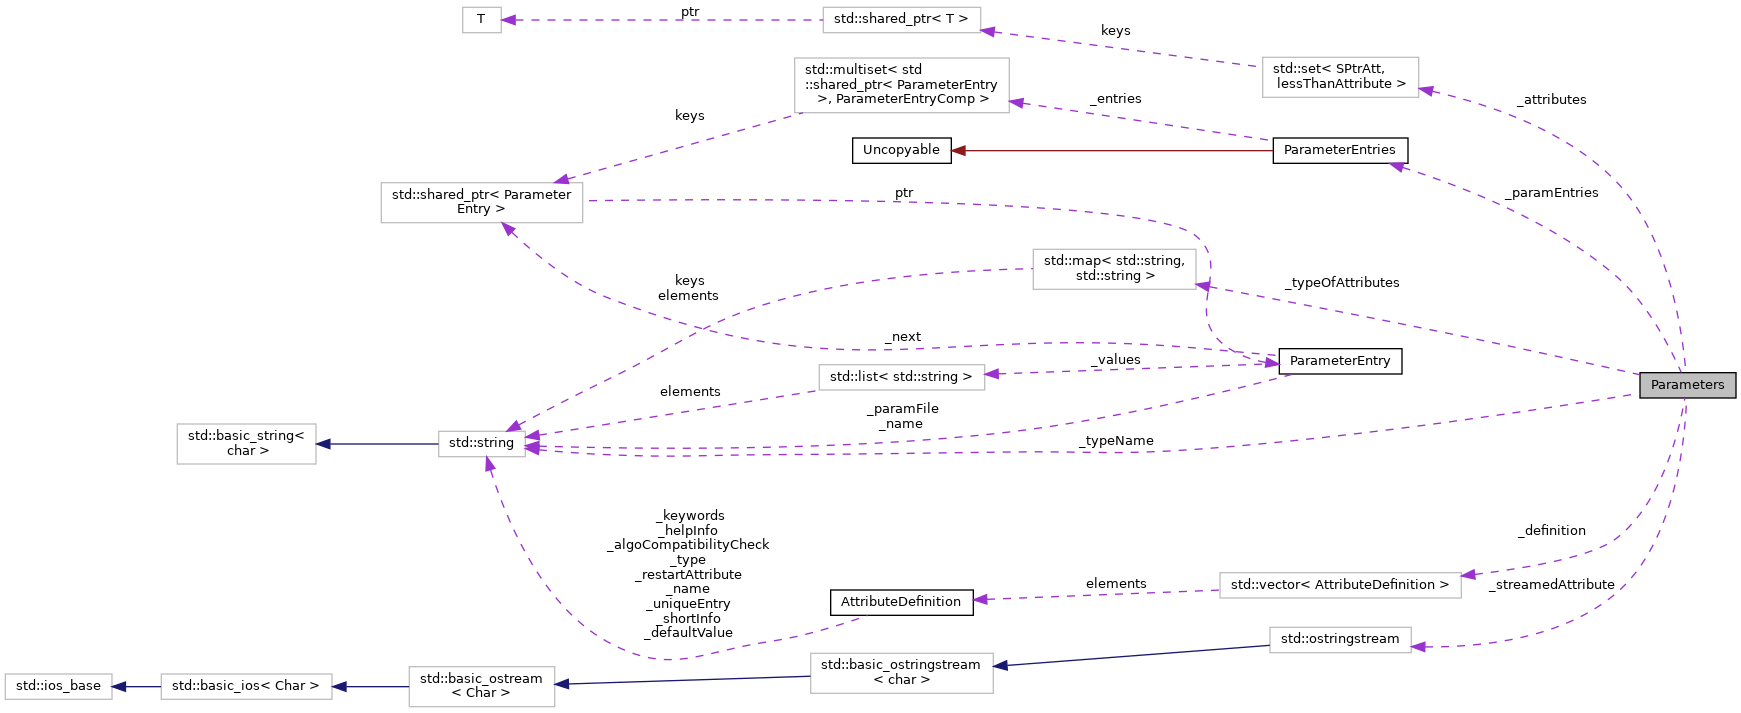 T
ptr
std::shared_ptr< T >
keys
std::set< SPtrAtt,
lessThanAttribute >
std::multiset< std
::shared_ptr< ParameterEntry
>, ParameterEntryComp >
_entries
_attributes
keys
Uncopyable
ParameterEntries
std::shared_ptr< Parameter
Entry >
ptr
_paramEntries
std::map< std::string,
std::string >
keys
elements
_typeOfAttributes
_next
ParameterEntry
_values
std::list< std::string >
Parameters
elements
_paramFile
_name
std::basic_string<
char >
std::string
_typeName
_keywords
_helpInfo
_algoCompatibilityCheck
_type
_restartAttribute
_name
_uniqueEntry
_shortInfo
_defaultValue
_definition
elements
std::vector< AttributeDefinition >
_streamedAttribute
AttributeDefinition
std::ostringstream
std::basic_ostringstream
< char >
std::ios_base
std::basic_ios< Char >
std::basic_ostream
< Char >